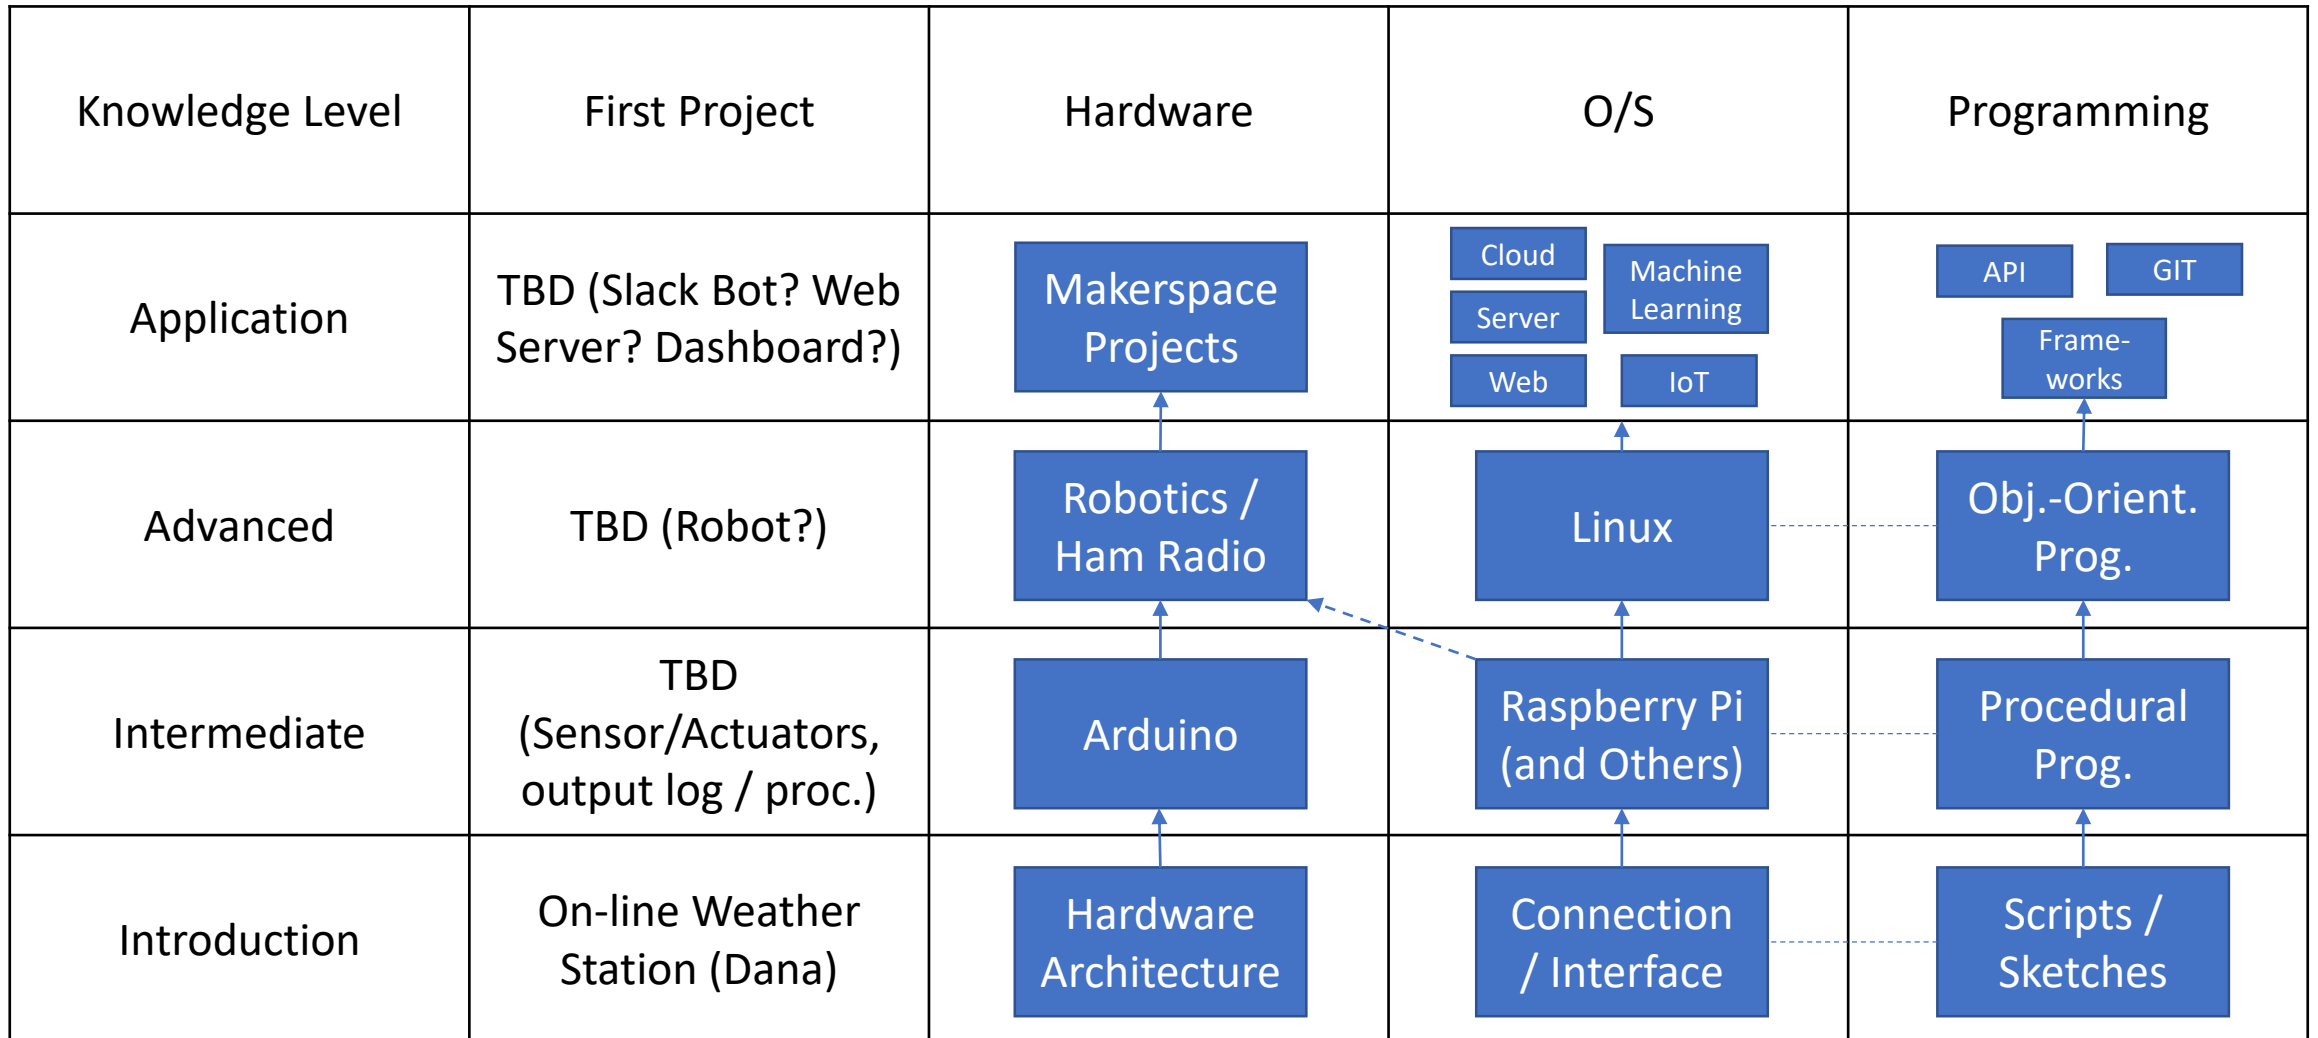 Knowledge Level
First Project
Hardware
O/S
Programming
Application
TBD (Slack Bot? Web
Server? Dashboard?)
Makerspace
Projects
Cloud
Server
Web
Machine
Learning
IoT
API
GIT
Frame-
works
Advanced
TBD (Robot?)
Robotics /
Ham Radio
Linux
Obj.-Orient.
Prog.
Intermediate
TBD
(Sensor/Actuators,
output log / proc.)
Arduino
Raspberry Pi
(and Others)
Procedural
Prog.
Introduction
On-line Weather
Station (Dana)
Hardware
Architecture
Connection
/ Interface
Scripts /
Sketches